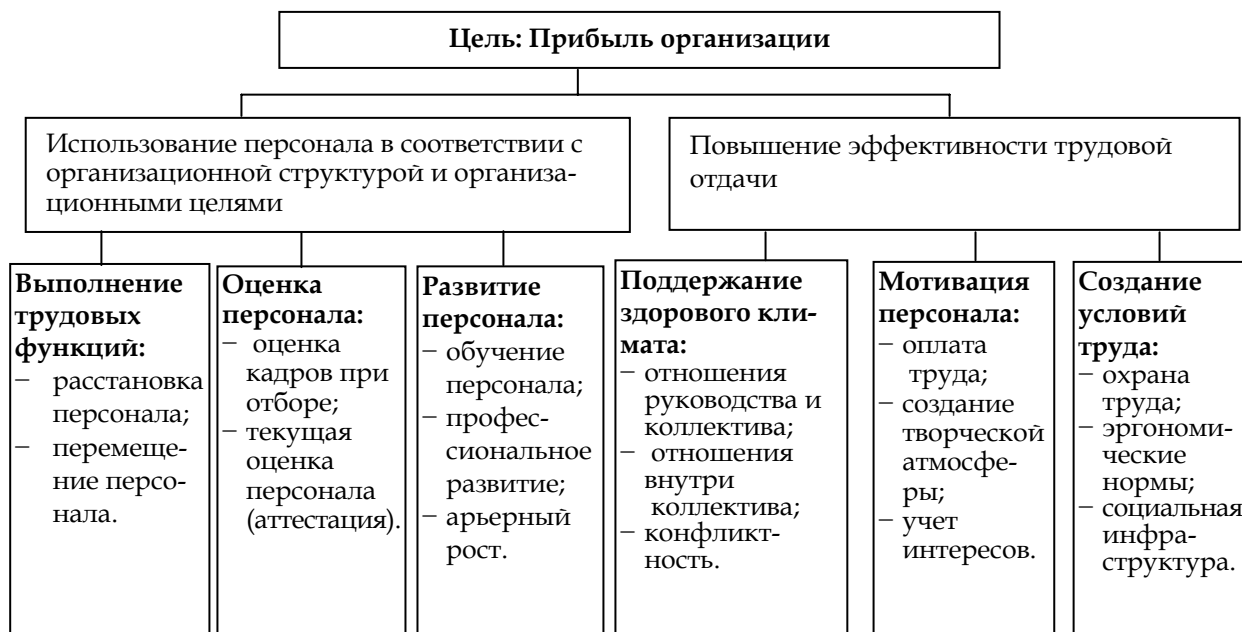 Цель: Прибыль организации
Использование персонала в соответствии с
организационной структурой и организа-
ционными целями
Повышение эффективности трудовой
отдачи
Выполнение
трудовых
функций:
− расстановка
персонала;
− перемеще-
ние персо-
нала.
Оценка
персонала:
− оценка
кадров при
отборе;
− текущая
оценка
персонала
(аттестация).
Развитие
персонала:
− обучение
персонала;
− профес-
сиональное
развитие;
− арьерный
рост.
Поддержание
здорового кли-
мата:
− отношения
руководства и
коллектива;
− отношения
внутри
коллектива;
− конфликт-
ность.
Мотивация
персонала:
− оплата
труда;
− создание
творческой
атмосфе-
ры;
− учет
интересов.
Создание
условий
труда:
− охрана
труда;
− эргономи-
ческие
нормы;
− социальная
инфра-
структура.